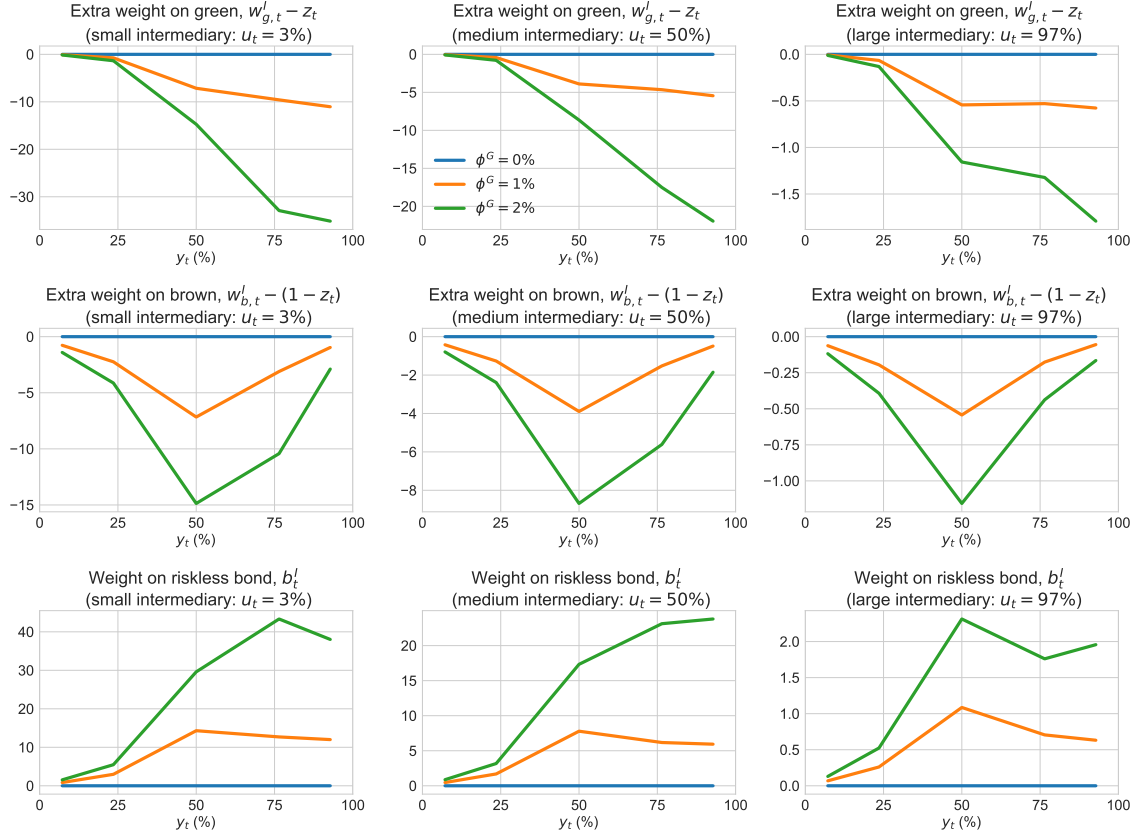 Extra weight on green, $w^I_{g,t} - z_t$
(small intermediary: $u_t = 3\%$)
0
−10
−20
−30
0 25 50 75 100
$y_t$ (%)
Extra weight on green, $w^I_{g,t} - z_t$
(medium intermediary: $u_t = 50\%$)
0
−5
−10
−15
−20
$\phi^G = 0\%$
$\phi^G = 1\%$
$\phi^G = 2\%$
0 25 50 75 100
$y_t$ (%)
Extra weight on green, $w^I_{g,t} - z_t$
(large intermediary: $u_t = 97\%$)
0.0
−0.5
−1.0
−1.5
0 25 50 75 100
$y_t$ (%)
Extra weight on brown, $w^I_{b,t} - (1 - z_t)$
(small intermediary: $u_t = 3\%$)
0
−5
−10
−15
0 25 50 75 100
$y_t$ (%)
Extra weight on brown, $w^I_{b,t} - (1 - z_t)$
(medium intermediary: $u_t = 50\%$)
0
−2
−4
−6
−8
0 25 50 75 100
$y_t$ (%)
Extra weight on brown, $w^I_{b,t} - (1 - z_t)$
(large intermediary: $u_t = 97\%$)
0.00
−0.25
−0.50
−0.75
−1.00
0 25 50 75 100
$y_t$ (%)
Weight on riskless bond, $b^I_t$
(small intermediary: $u_t = 3\%$)
40
30
20
10
0
0 25 50 75 100
$y_t$ (%)
Weight on riskless bond, $b^I_t$
(medium intermediary: $u_t = 50\%$)
20
15
10
5
0
0 25 50 75 100
$y_t$ (%)
Weight on riskless bond, $b^I_t$
(large intermediary: $u_t = 97\%$)
2.0
1.5
1.0
0.5
0.0
0 25 50 75 100
$y_t$ (%)